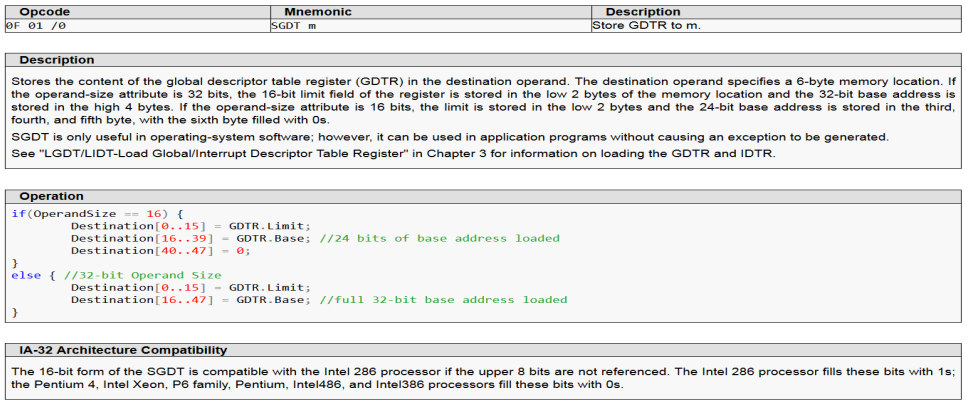 Opcode Mnemonic Description
0F 01 /0 SGDT m Store GDTR to m.
Description
Stores the content of the global descriptor table register (GDTR) in the destination operand. The destination operand specifies a 6-byte memory location. If
the operand-size attribute is 32 bits, the 16-bit limit field of the register is stored in the low 2 bytes of the memory location and the 32-bit base address is
stored in the high 4 bytes. If the operand-size attribute is 16 bits, the limit is stored in the low 2 bytes and the 24-bit base address is stored in the third,
fourth, and fifth byte, with the sixth byte filled with 0s.
SGDT is only useful in operating-system software; however, it can be used in application programs without causing an exception to be generated.
See "LGDT/LIDT-Load Global/Interrupt Descriptor Table Register" in Chapter 3 for information on loading the GDTR and IDTR.
Operation
if(OperandSize == 16) {
Destination[0..15] = GDTR.Limit;
Destination[16..39] = GDTR.Base; //24 bits of base address loaded
Destination[40..47] = 0;
}
else { //32-bit Operand Size
Destination[0..15] = GDTR.Limit;
Destination[16..47] = GDTR.Base; //full 32-bit base address loaded
}
IA-32 Architecture Compatibility
The 16-bit form of the SGDT is compatible with the Intel 286 processor if the upper 8 bits are not referenced. The Intel 286 processor fills these bits with 1s;
the Pentium 4, Intel Xeon, P6 family, Pentium, Intel486, and Intel386 processors fill these bits with 0s.